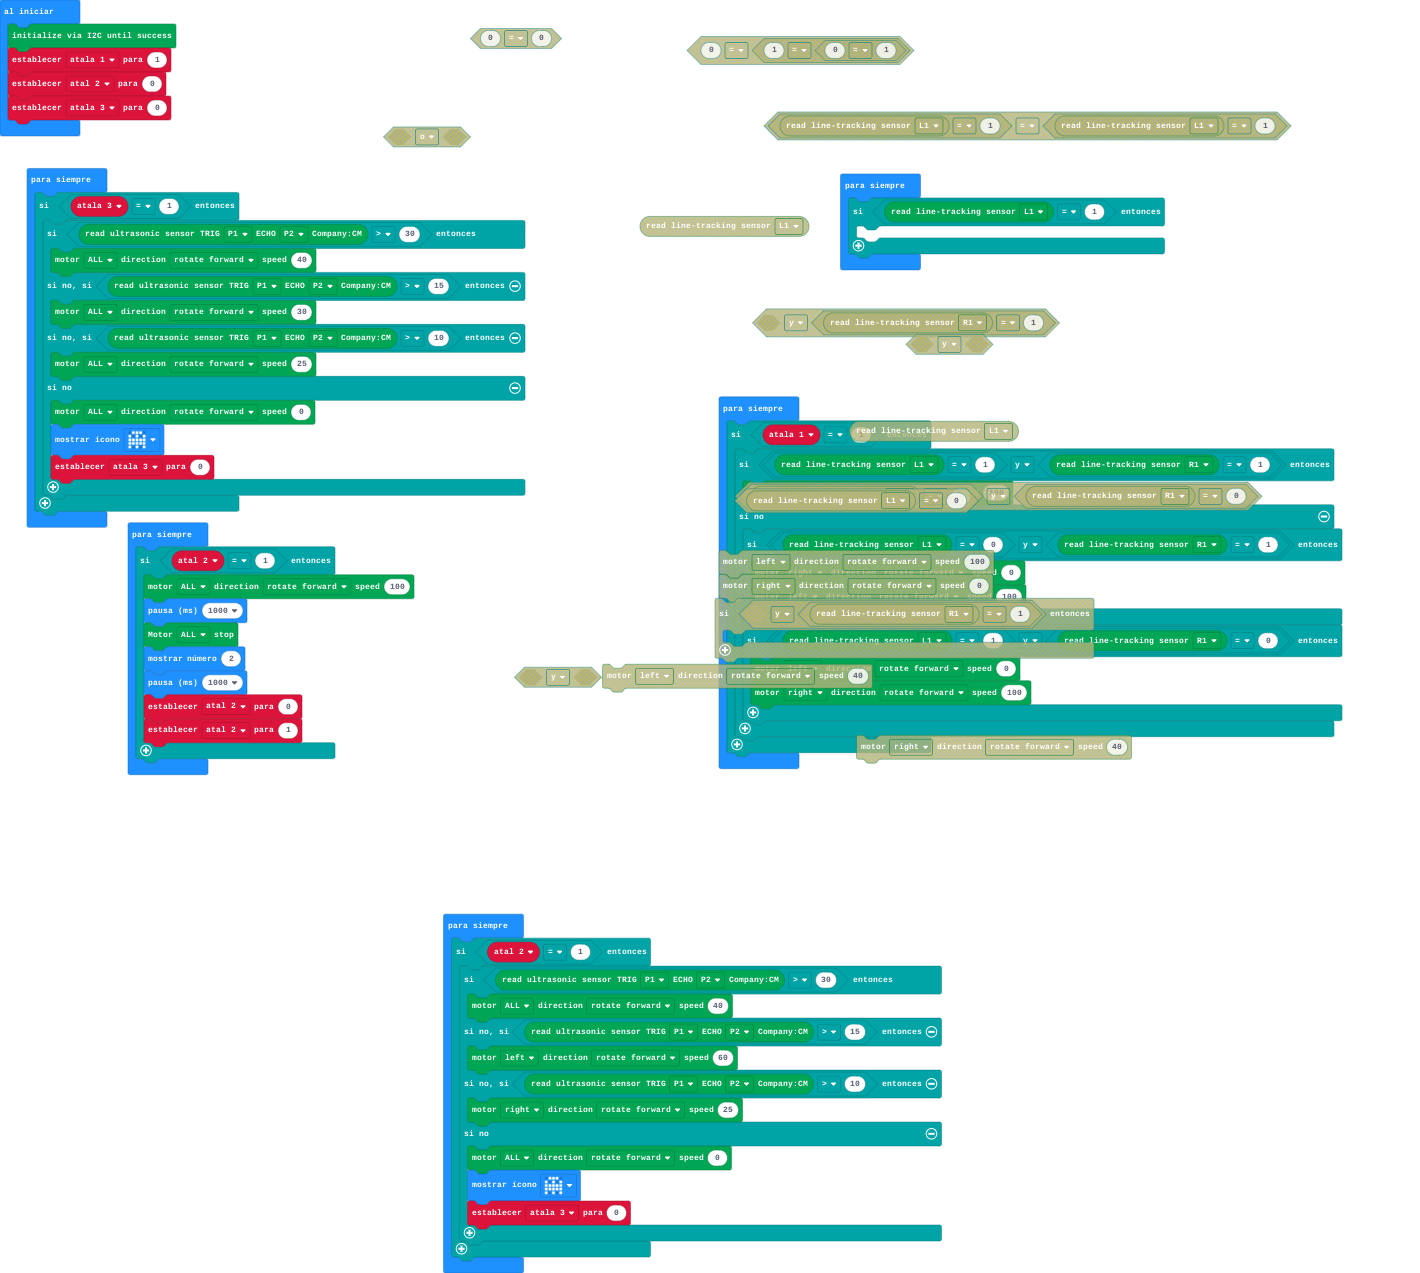 al iniciar
initialize via I2C until success
establecer atala 1 para 1
establecer atal 2 para 0
establecer atala 3 para 0
0 = 0
0 = 1 = 0 = 1
o
read line-tracking sensor L1 = 1 = read line-tracking sensor L1 = 1
para siempre
si atala 3 = 1 entonces
si read ultrasonic sensor TRIG P1 ECHO P2 Company:CM > 30 entonces
motor ALL direction rotate forward speed 40
si no, si read ultrasonic sensor TRIG P1 ECHO P2 Company:CM > 15 entonces
motor ALL direction rotate forward speed 30
si no, si read ultrasonic sensor TRIG P1 ECHO P2 Company:CM > 10 entonces
motor ALL direction rotate forward speed 25
si no
motor ALL direction rotate forward speed 0
mostrar ícono
establecer atala 3 para 0
read line-tracking sensor L1
para siempre
si read line-tracking sensor L1 = 1 entonces
y read line-tracking sensor R1 = 1
y
para siempre
si atal 2 = 1 entonces
motor ALL direction rotate forward speed 100
pausa (ms) 1000
Motor ALL stop
mostrar número 2
pausa (ms) 1000
establecer atal 2 para 0
establecer atal 2 para 1
para siempre
si atala 1 = entonces
read line-tracking sensor L1
si read line-tracking sensor L1 = 1 y read line-tracking sensor R1 = 1 entonces
read line-tracking sensor L1 = 0 y read line-tracking sensor R1 = 0
si no
si read line-tracking sensor L1 = 0 y read line-tracking sensor R1 = 1 entonces
motor left direction rotate forward speed 100
motor right direction rotate forward speed 0
motor right direction rotate forward speed 0
motor left direction rotate forward speed 100
si y read line-tracking sensor R1 = 1 entonces
si read line-tracking sensor L1 = 1 y read line-tracking sensor R1 = 0 entonces
motor left direction rotate forward speed 0
y
motor left direction rotate forward speed 40
motor right direction rotate forward speed 100
motor right direction rotate forward speed 40
para siempre
si atal 2 = 1 entonces
si read ultrasonic sensor TRIG P1 ECHO P2 Company:CM > 30 entonces
motor ALL direction rotate forward speed 40
si no, si read ultrasonic sensor TRIG P1 ECHO P2 Company:CM > 15 entonces
motor left direction rotate forward speed 60
si no, si read ultrasonic sensor TRIG P1 ECHO P2 Company:CM > 10 entonces
motor right direction rotate forward speed 25
si no
motor ALL direction rotate forward speed 0
mostrar ícono
establecer atala 3 para 0